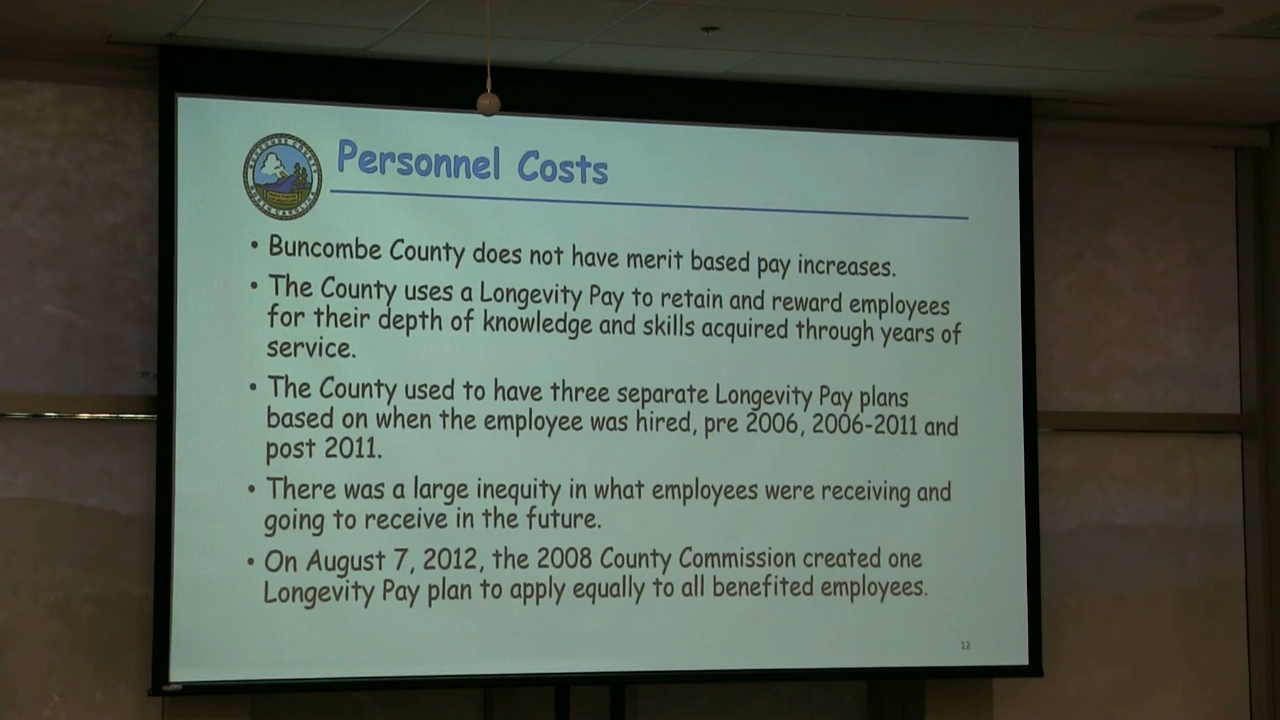 Personnel Costs
BUNCOMBE COUNTY
NORTH CAROLINA
• Buncombe County does not have merit based pay increases.
• The County uses a Longevity Pay to retain and reward employees
for their depth of knowledge and skills acquired through years of
service.
• The County used to have three separate Longevity Pay plans
based on when the employee was hired, pre 2006, 2006-2011 and
post 2011.
• There was a large inequity in what employees were receiving and
going to receive in the future.
• On August 7, 2012, the 2008 County Commission created one
Longevity Pay plan to apply equally to all benefited employees.
12